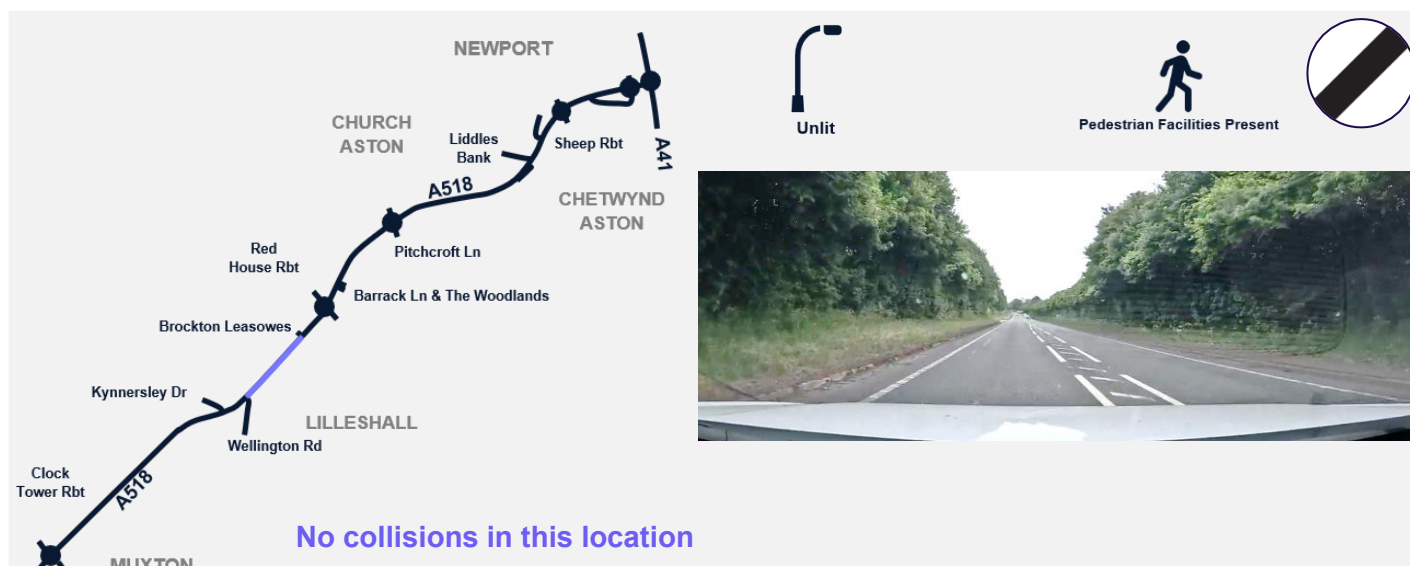 NEWPORT
CHURCH
ASTON
Liddles
Bank
Sheep Rbt
A41
A518
CHETWYND
ASTON
Red
House Rbt
Pitchcroft Ln
Barrack Ln & The Woodlands
Brockton Leasowes
Kynnersley Dr
LILLESHALL
Wellington Rd
Clock
Tower Rbt
A518
No collisions in this location
MUXTON
Unlit
Pedestrian Facilities Present